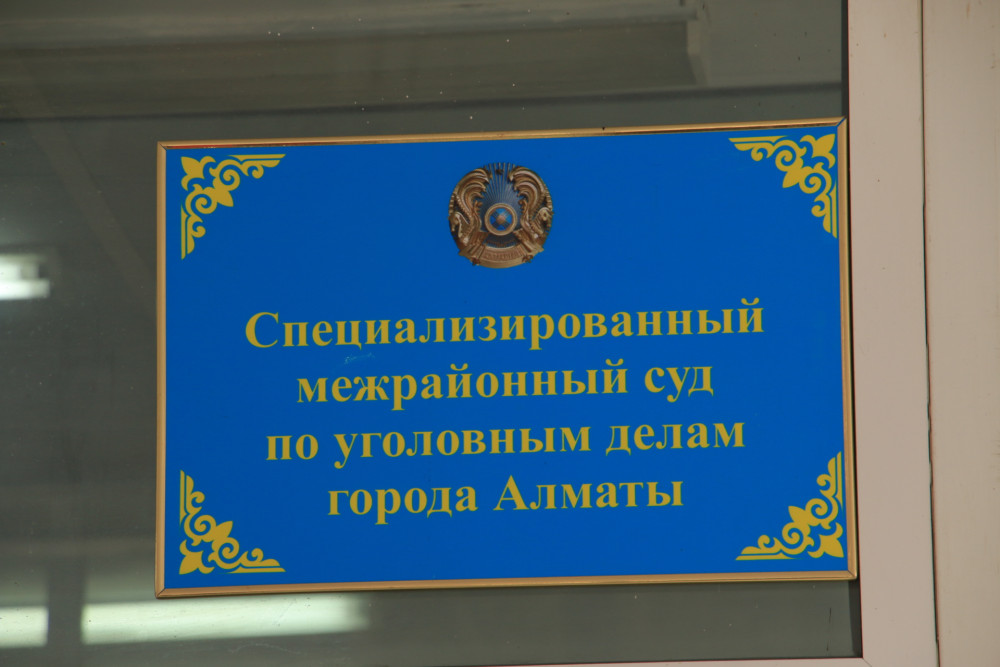 Специализированный
межрайонный суд
по уголовным делам
города Алматы